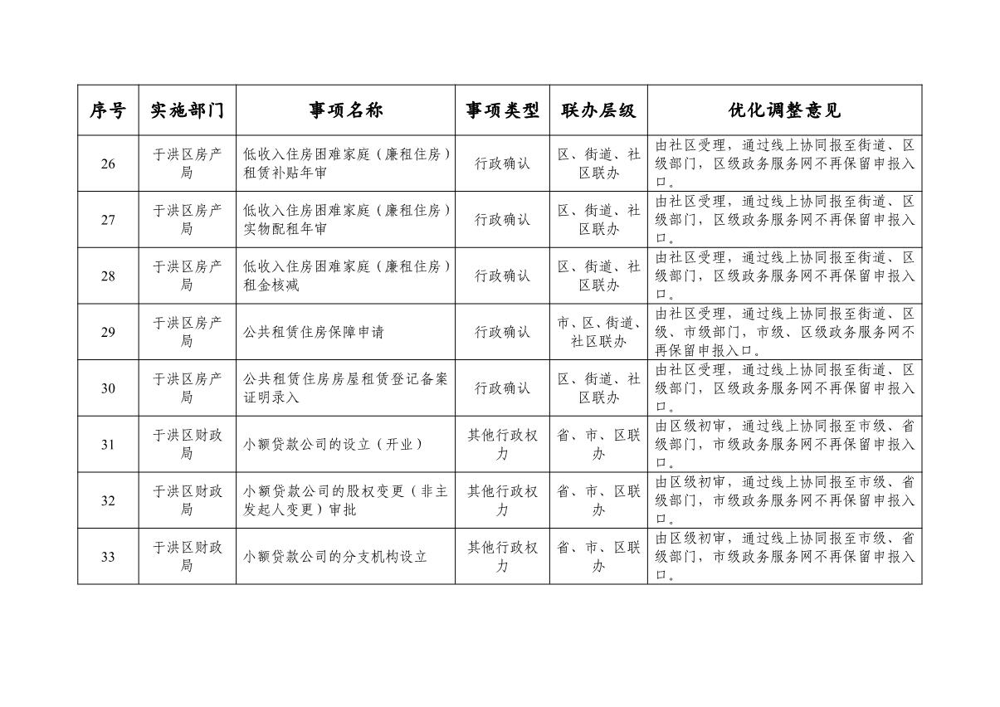 序号 实施部门 事项名称 事项类型 联办层级 优化调整意见
26
于洪区房产
局
低收入住房困难家庭（廉租住房）
租赁补贴年审
行政确认
区、街道、社
区联办
由社区受理，通过线上协同报至街道、区
级部门，区级政务服务网不再保留申报入
口。
27
于洪区房产
局
低收入住房困难家庭（廉租住房）
实物配租年审
行政确认
区、街道、社
区联办
由社区受理，通过线上协同报至街道、区
级部门，区级政务服务网不再保留申报入
口。
28
于洪区房产
局
低收入住房困难家庭（廉租住房）
租金核减
行政确认
区、街道、社
区联办
由社区受理，通过线上协同报至街道、区
级部门，区级政务服务网不再保留申报入
口。
29
于洪区房产
局
公共租赁住房保障申请
行政确认
市、区、街道、
社区联办
由社区受理，通过线上协同报至街道、区
级、市级部门，市级、区级政务服务网不
再保留申报入口。
30
于洪区房产
局
公共租赁住房房屋租赁登记备案
证明录入
行政确认
区、街道、社
区联办
由社区受理，通过线上协同报至街道、区
级部门，区级政务服务网不再保留申报入
口。
31
于洪区财政
局
小额贷款公司的设立（开业）
其他行政权
力
省、市、区联
办
由区级初审，通过线上协同报至市级、省
级部门，市级政务服务网不再保留申报入
口。
32
于洪区财政
局
小额贷款公司的股权变更（非主
发起人变更）审批
其他行政权
力
省、市、区联
办
由区级初审，通过线上协同报至市级、省
级部门，市级政务服务网不再保留申报入
口。
33
于洪区财政
局
小额贷款公司的分支机构设立
其他行政权
力
省、市、区联
办
由区级初审，通过线上协同报至市级、省
级部门，市级政务服务网不再保留申报入
口。